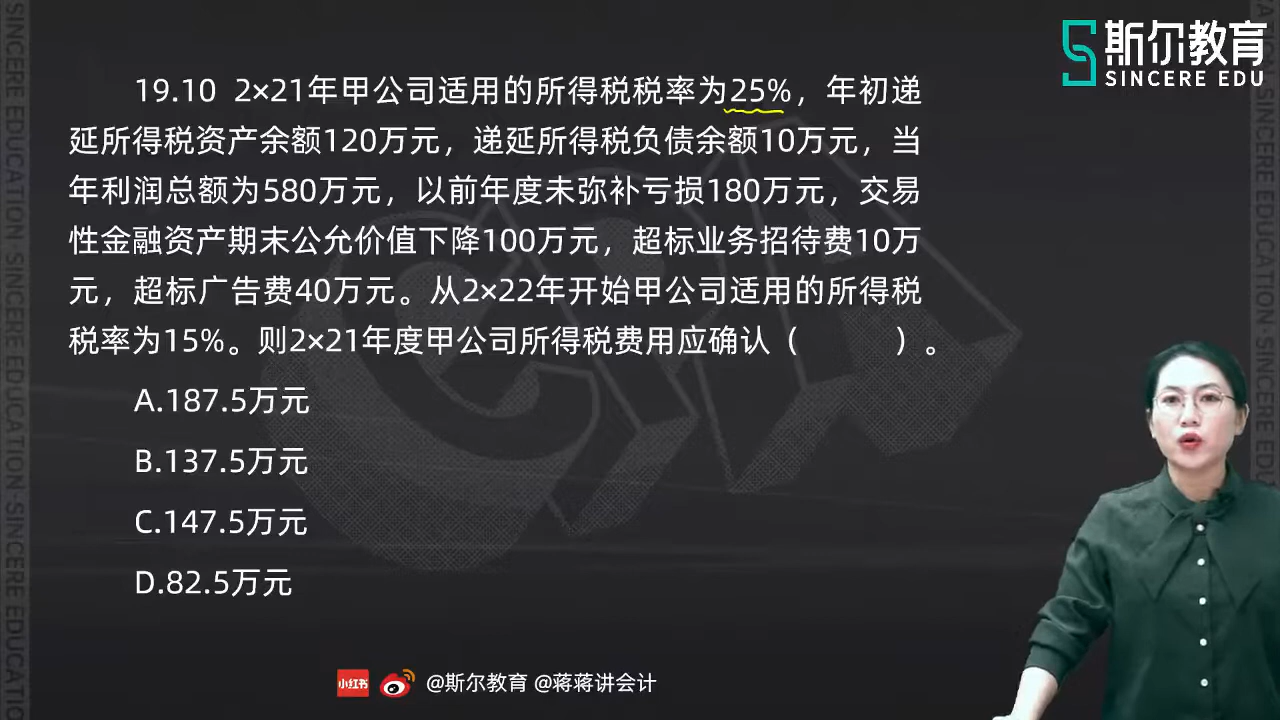 斯尔教育
SINCERE EDU
19.10 2×21年甲公司适用的所得税税率为25%，年初递
延所得税资产余额120万元，递延所得税负债余额10万元，当
年利润总额为580万元，以前年度未弥补亏损180万元，交易
性金融资产期末公允价值下降100万元，超标业务招待费10万
元，超标广告费40万元。从2×22年开始甲公司适用的所得税
税率为15%。则2×21年度甲公司所得税费用应确认（ ）。
A.187.5万元
B.137.5万元
C.147.5万元
D.82.5万元
小红书 @斯尔教育 @蒋蒋讲会计
CPA
SINCERE EDUCATION·SINCERE EDUCATION·SINCERE EDUCATI